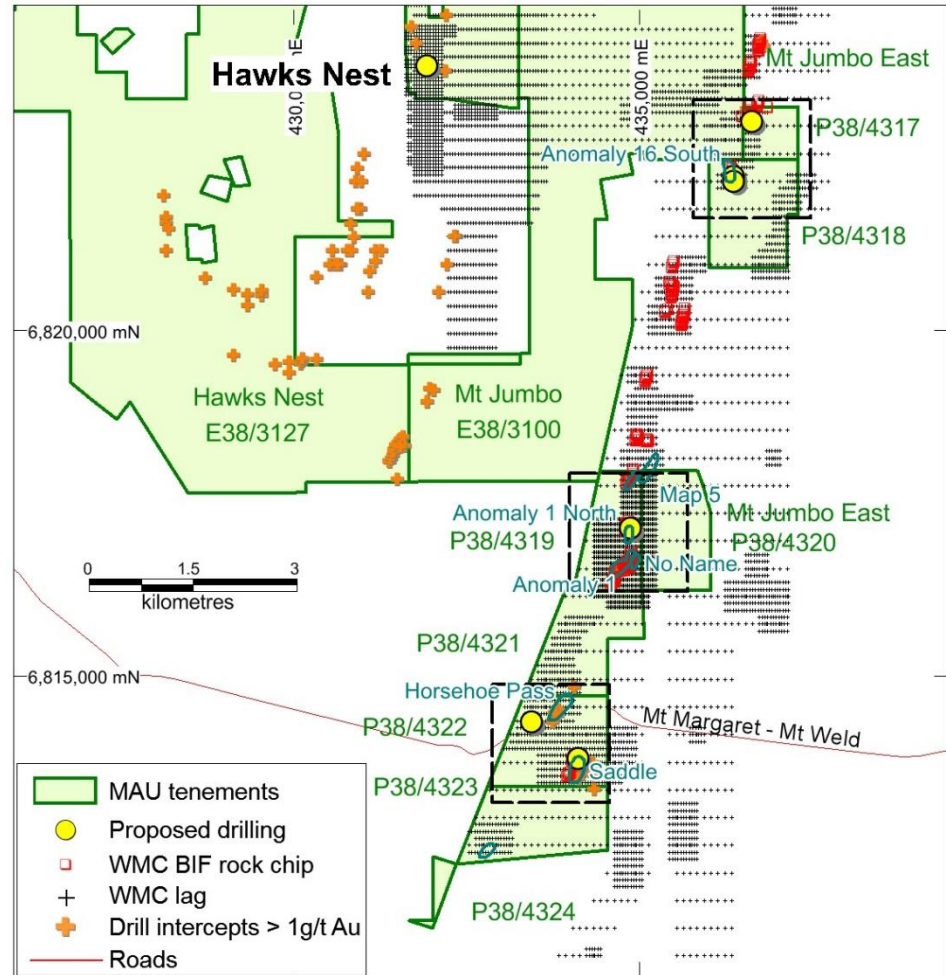 430,000 mE
435,000 mE
Hawks Nest
Mt Jumbo East
P38/4317
Anomaly 16 South
P38/4318
6,820,000 mN
Hawks Nest
E38/3127
Mt Jumbo
E38/3100
Map 5
Anomaly 1 North
P38/4319
Mt Jumbo East
P38/4320
No Name
Anomaly 1
0 1.5 3
kilometres
P38/4321
6,815,000 mN
Horsehoe Pass
P38/4322
Mt Margaret - Mt Weld
Saddle
P38/4323
P38/4324
MAU tenements
Proposed drilling
WMC BIF rock chip
WMC lag
Drill intercepts > 1g/t Au
Roads